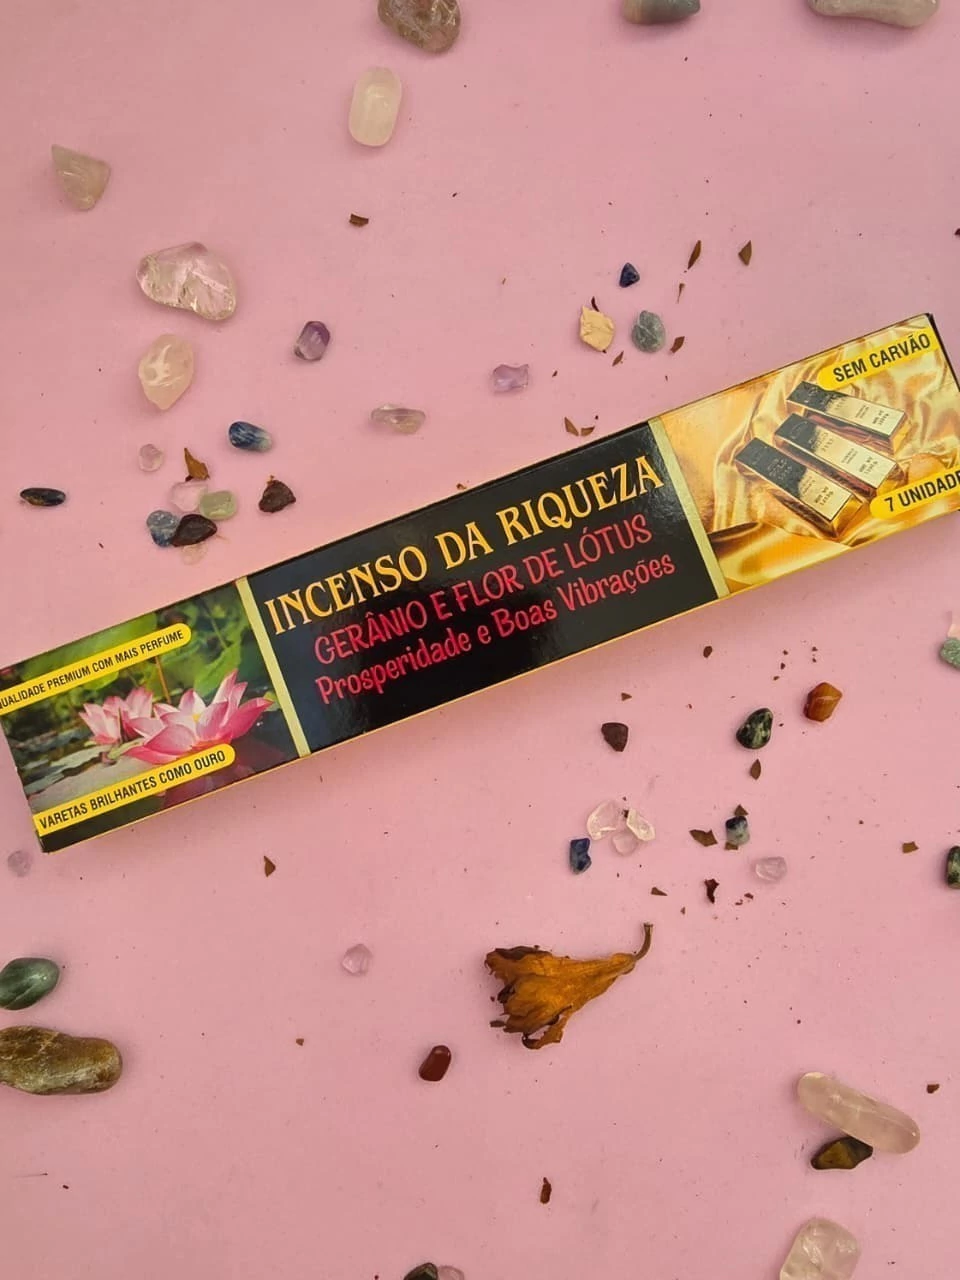 QUALIDADE PREMIUM COM MAIS PERFUME
VARETAS BRILHANTES COMO OURO
INCENSO DA RIQUEZA
GERÂNIO E FLOR DE LÓTUS
Prosperidade e Boas Vibrações
SEM CARVÃO
7 UNIDADE